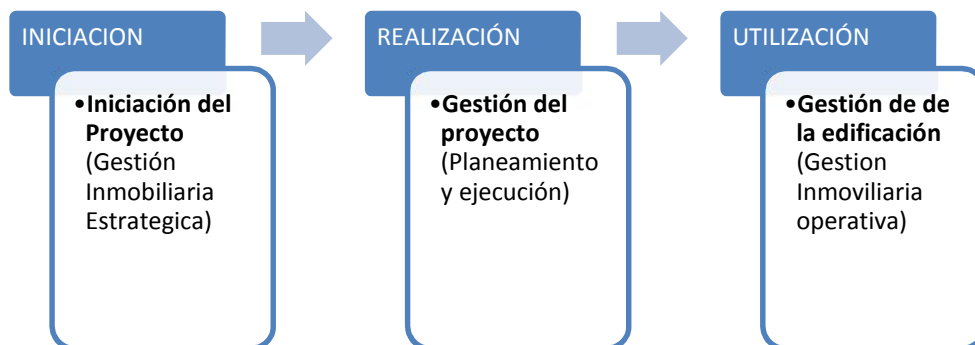 INICIACION
•Iniciación del
Proyecto
(Gestión
Inmobiliaria
Estrategica)
REALIZACIÓN
•Gestión del
proyecto
(Planeamiento
y ejecución)
UTILIZACIÓN
•Gestión de de
la edificación
(Gestion
Inmoviliaria
operativa)